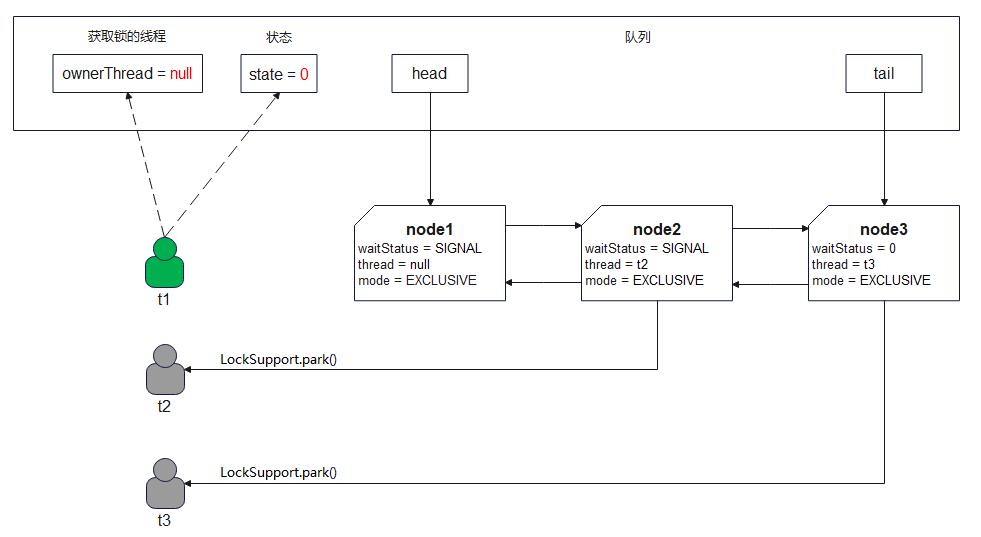 获取锁的线程
状态
队列
ownerThread = null
state = 0
head
tail
node1
waitStatus = SIGNAL
thread = null
mode = EXCLUSIVE
node2
waitStatus = SIGNAL
thread = t2
mode = EXCLUSIVE
node3
waitStatus = 0
thread = t3
mode = EXCLUSIVE
t1
LockSupport.park()
t2
LockSupport.park()
t3